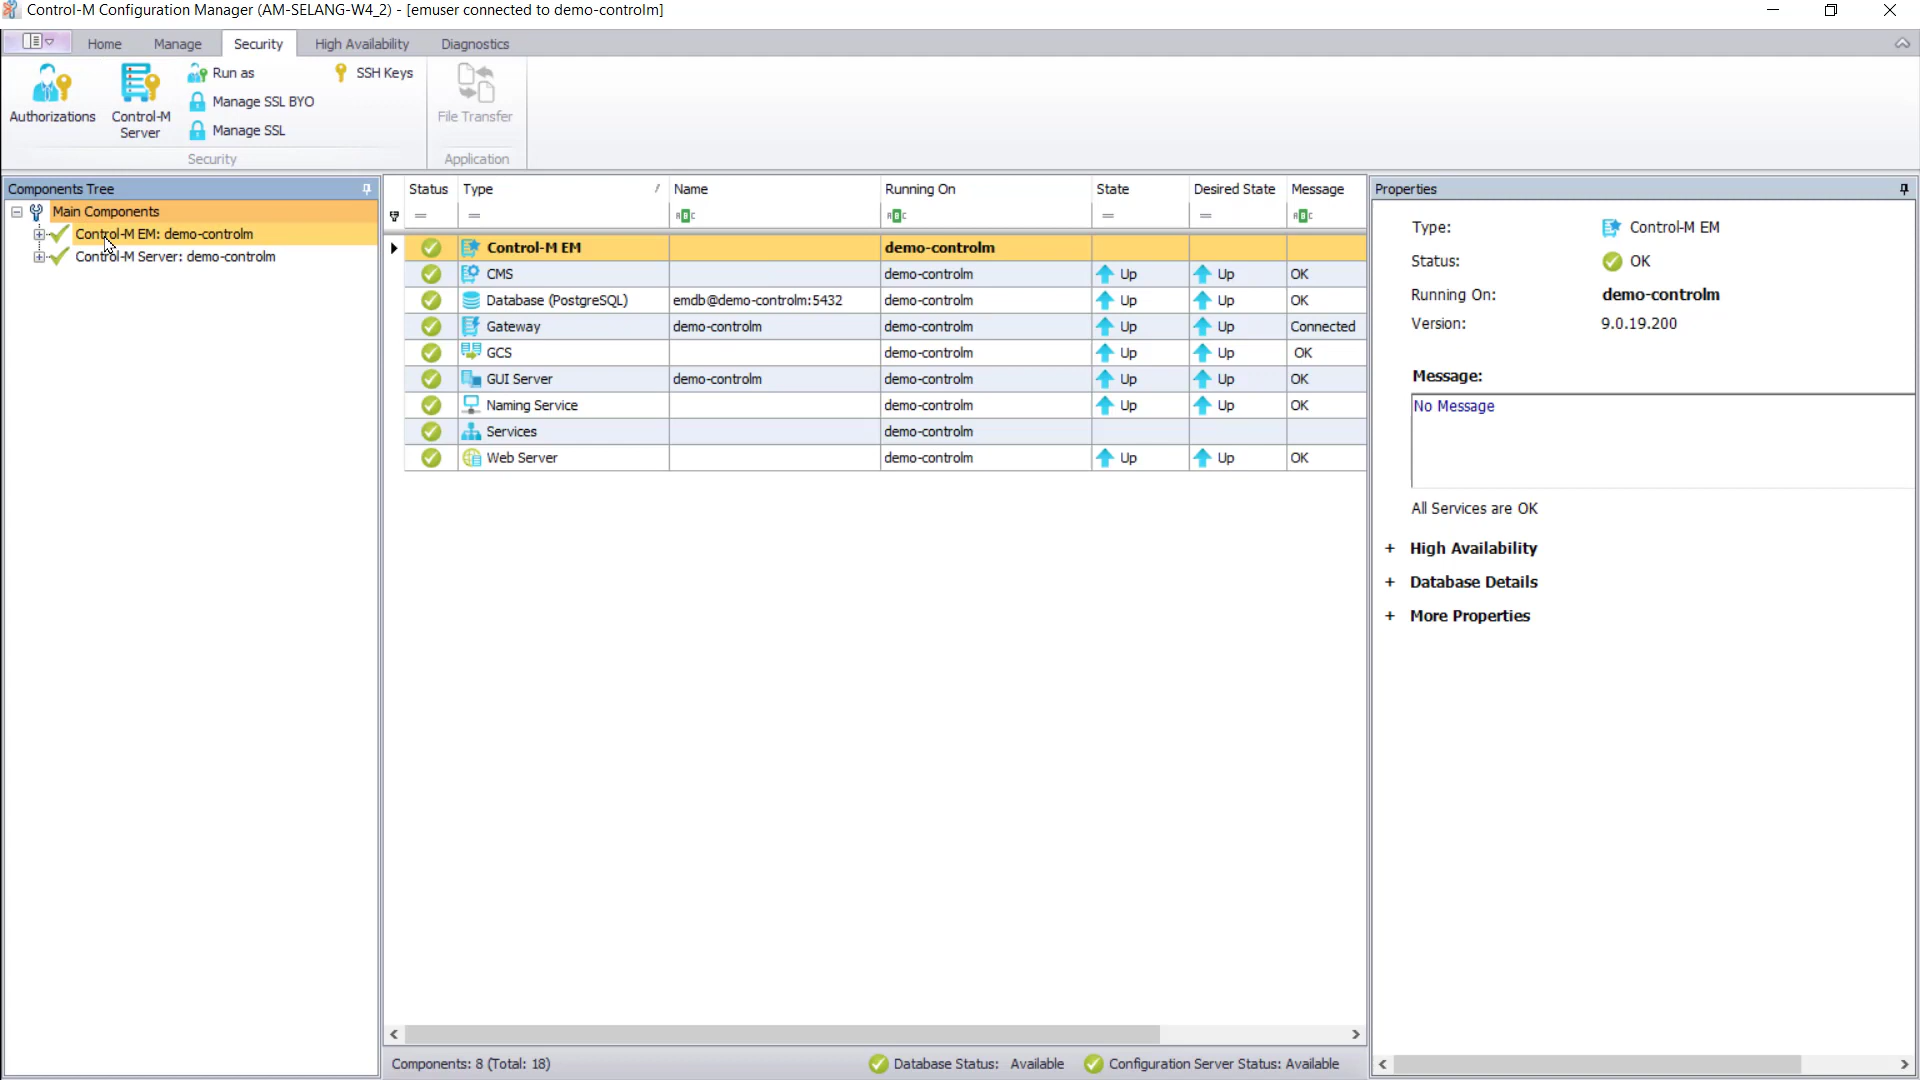 Control-M Configuration Manager (AM-SELANG-W4_2) - [emuser connected to demo-controlm]
Home Manage Security High Availability Diagnostics
Authorizations
Control-M Server
Run as
Manage SSL BYO
Manage SSL
SSH Keys
File Transfer
Security
Application
Components Tree
Main Components
Control-M EM: demo-controlm
Control-M Server: demo-controlm
Status Type Name Running On State Desired State Message
Control-M EM demo-controlm
CMS demo-controlm Up Up OK
Database (PostgreSQL) emdb@demo-controlm:5432 demo-controlm Up Up OK
Gateway demo-controlm demo-controlm Up Up Connected
GCS demo-controlm Up Up OK
GUI Server demo-controlm demo-controlm Up Up OK
Naming Service demo-controlm Up Up OK
Services demo-controlm
Web Server demo-controlm Up Up OK
Components: 8 (Total: 18)
Database Status: Available
Configuration Server Status: Available
Properties
Type: Control-M EM
Status: OK
Running On: demo-controlm
Version: 9.0.19.200
Message:
No Message
All Services are OK
+ High Availability
+ Database Details
+ More Properties